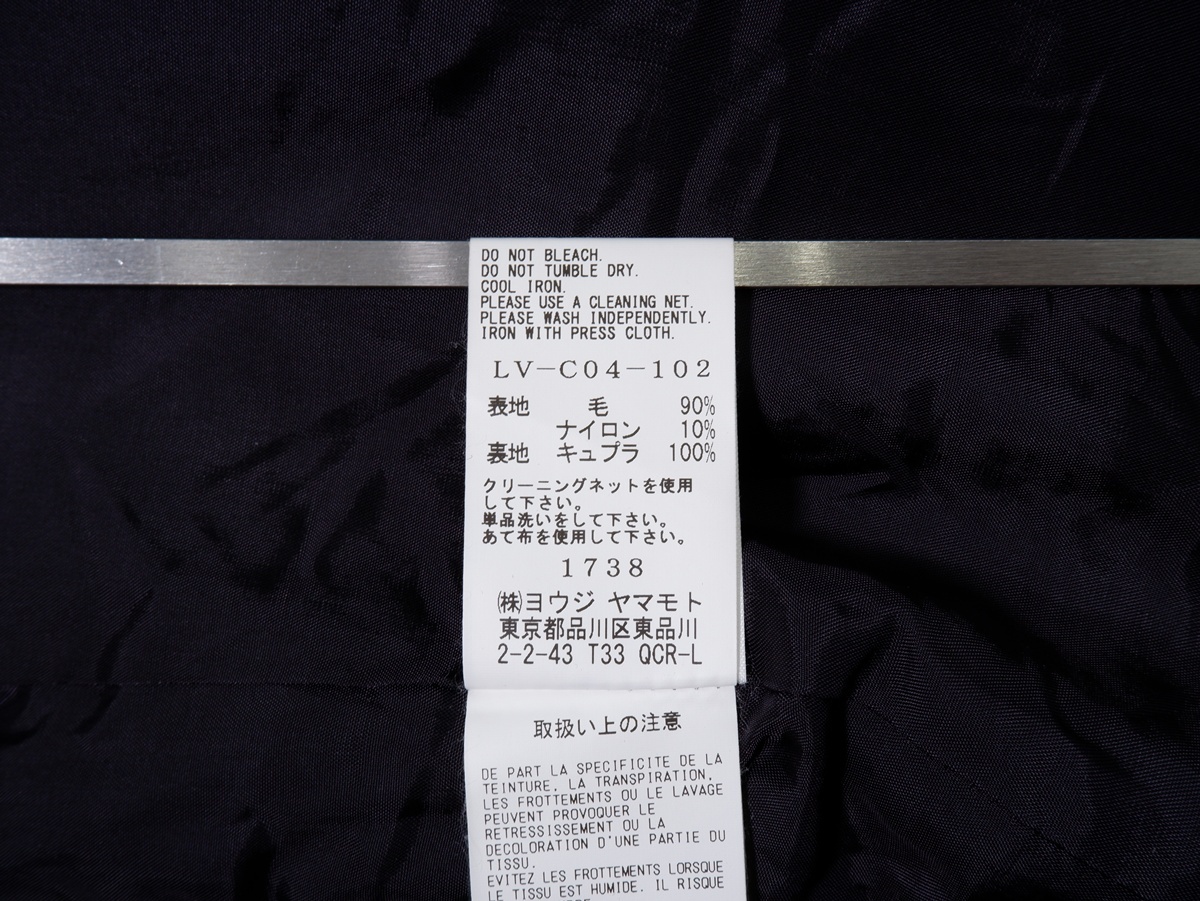 DO NOT BLEACH.
DO NOT TUMBLE DRY.
COOL IRON.
PLEASE USE A CLEANING NET.
PLEASE WASH INDEPENDENTLY.
IRON WITH PRESS CLOTH.
LV-C04-102
表地 毛 90%
ナイロン 10%
裏地 キュプラ 100%
クリーニングネットを使用
して下さい。
単品洗いをして下さい。
あて布を使用して下さい。
1738
㈱ヨウジ ヤマモト
東京都品川区東品川
2-2-43 T33 QCR-L
取扱い上の注意
DE PART LA SPECIFICITE DE LA
TEINTURE, LA TRANSPIRATION,
LES FROTTEMENTS OU LE LAVAGE
PEUVENT PROVOQUER LE
RETRESSISSEMENT OU LA
DECOLORATION D'UNE PARTIE DU
TISSU.
EVITEZ LES FROTTEMENTS LORSQUE
LE TISSU EST HUMIDE. IL RISQUE